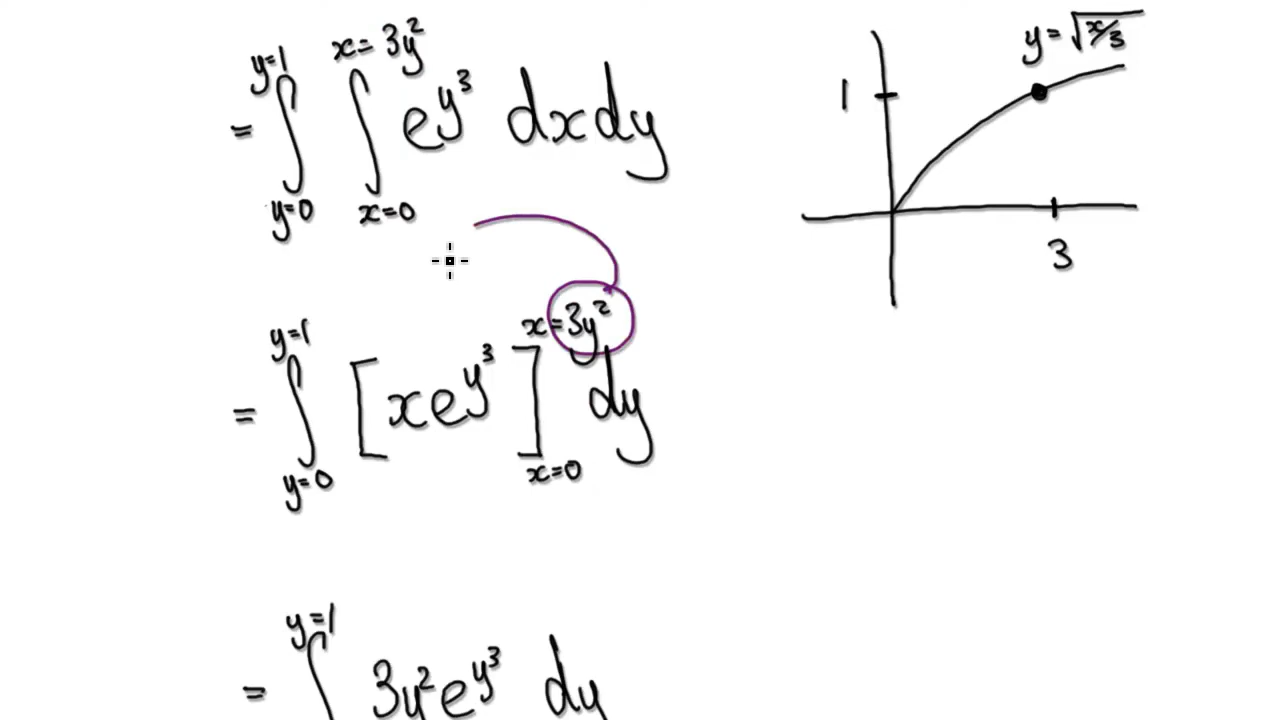 y=1 x=3y²
= ∫ ∫ e^y³ dx dy
y=0 x=0
y=√x/3
1
3
y=1 x=3y²
= ∫ [xe^y³] dy
y=0 x=0
y=1
= ∫ 3y²e^y³ dy